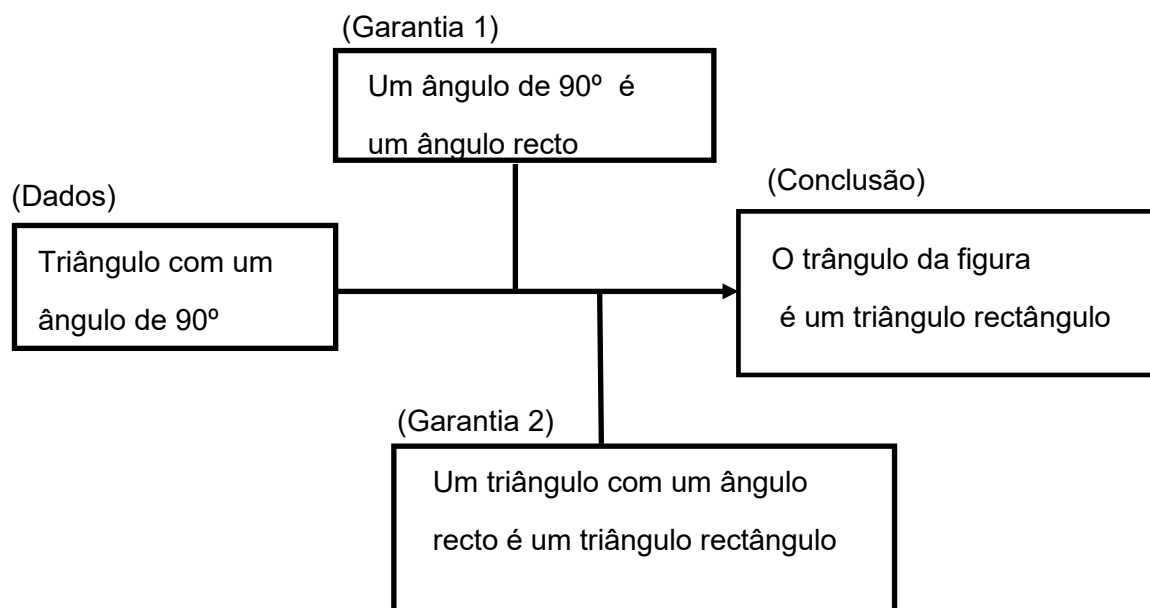 (Garantia 1)
Um ângulo de 90º é
um ângulo recto
(Dados)
Triângulo com um
ângulo de 90º
(Conclusão)
O trângulo da figura
é um triângulo rectângulo
(Garantia 2)
Um triângulo com um ângulo
recto é um triângulo rectângulo